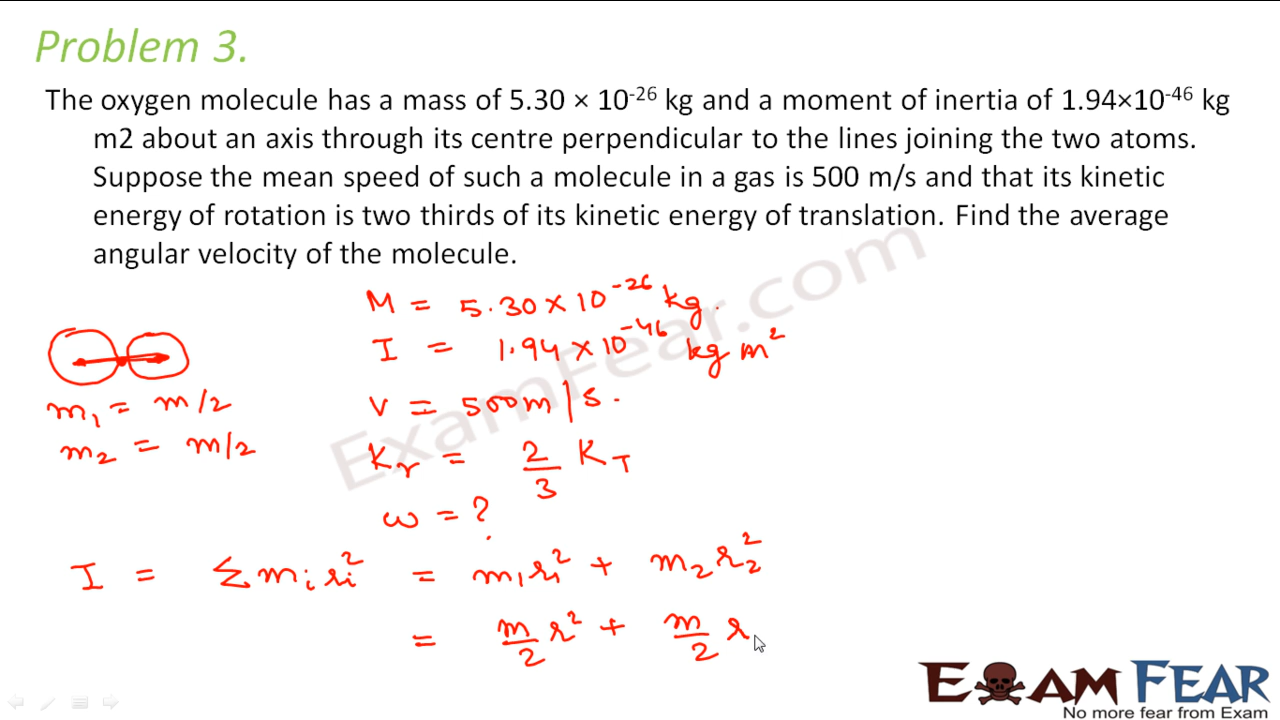 Problem 3.
The oxygen molecule has a mass of 5.30 × 10⁻²⁶ kg and a moment of inertia of 1.94×10⁻⁴⁶ kg
m2 about an axis through its centre perpendicular to the lines joining the two atoms.
Suppose the mean speed of such a molecule in a gas is 500 m/s and that its kinetic
energy of rotation is two thirds of its kinetic energy of translation. Find the average
angular velocity of the molecule.
ExamFear.com
M = 5.30 × 10⁻²⁶ kg.
I = 1.94 × 10⁻⁴⁶ kg m²
m₁ = m/2
V = 500 m/s.
m₂ = m/2
Kr = 2/3 K_T
ω = ?
I = Σ mᵢ rᵢ² = m₁r₁² + m₂r₂²
= m/2 r² + m/2 r
EXAM FEAR
No more fear from Exam